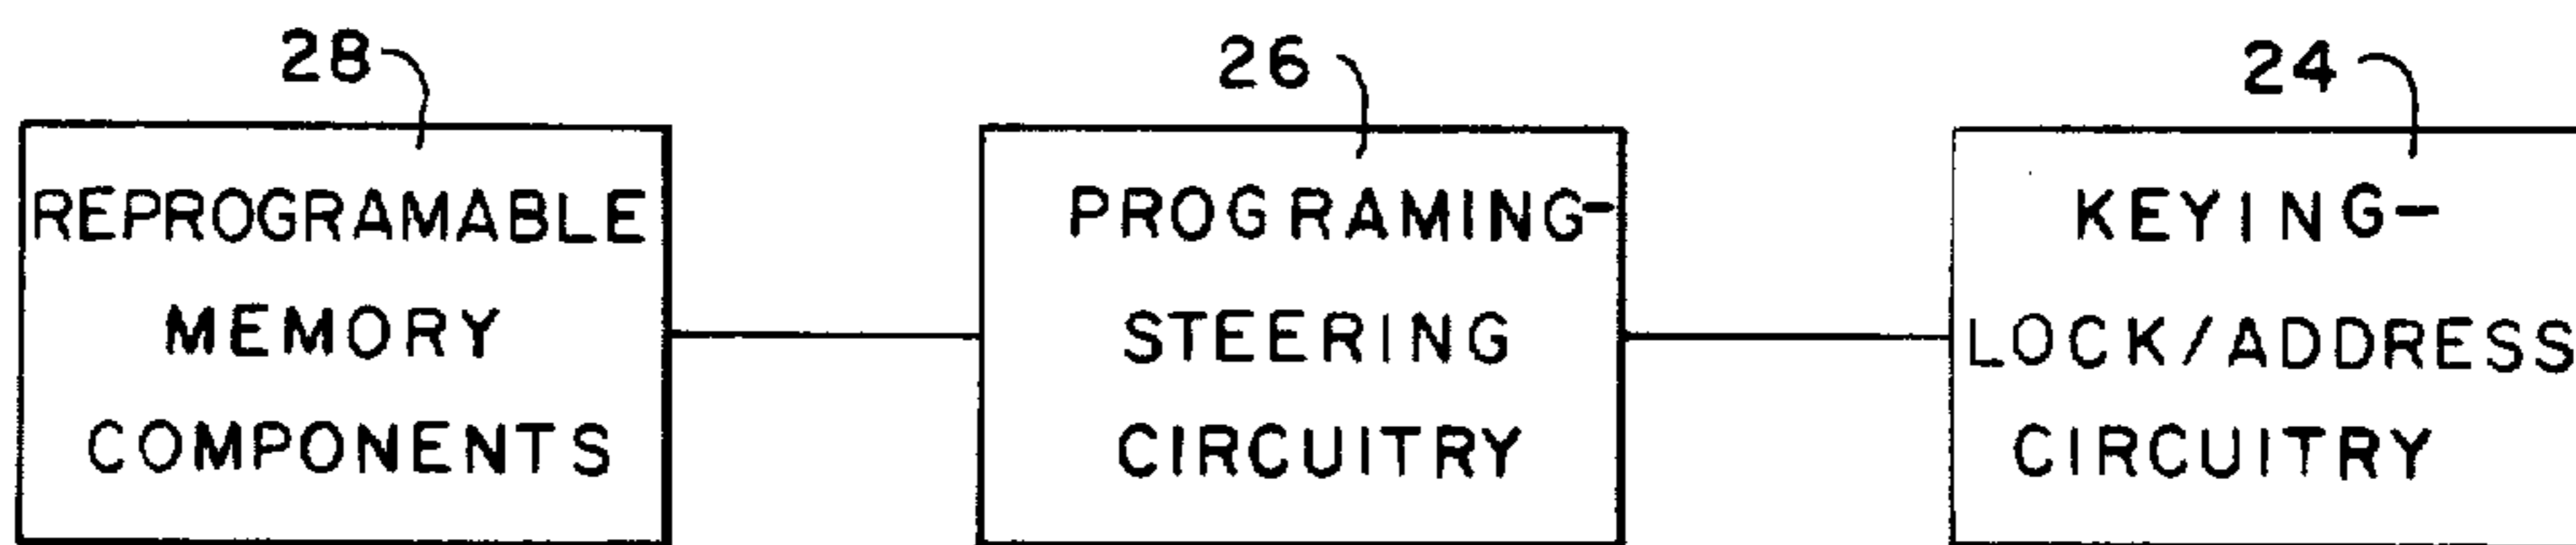 28
REPROGRAMABLE
MEMORY
COMPONENTS
26
PROGRAMING-
STEERING
CIRCUITRY
24
KEYING-
LOCK/ADDRESS
CIRCUITRY